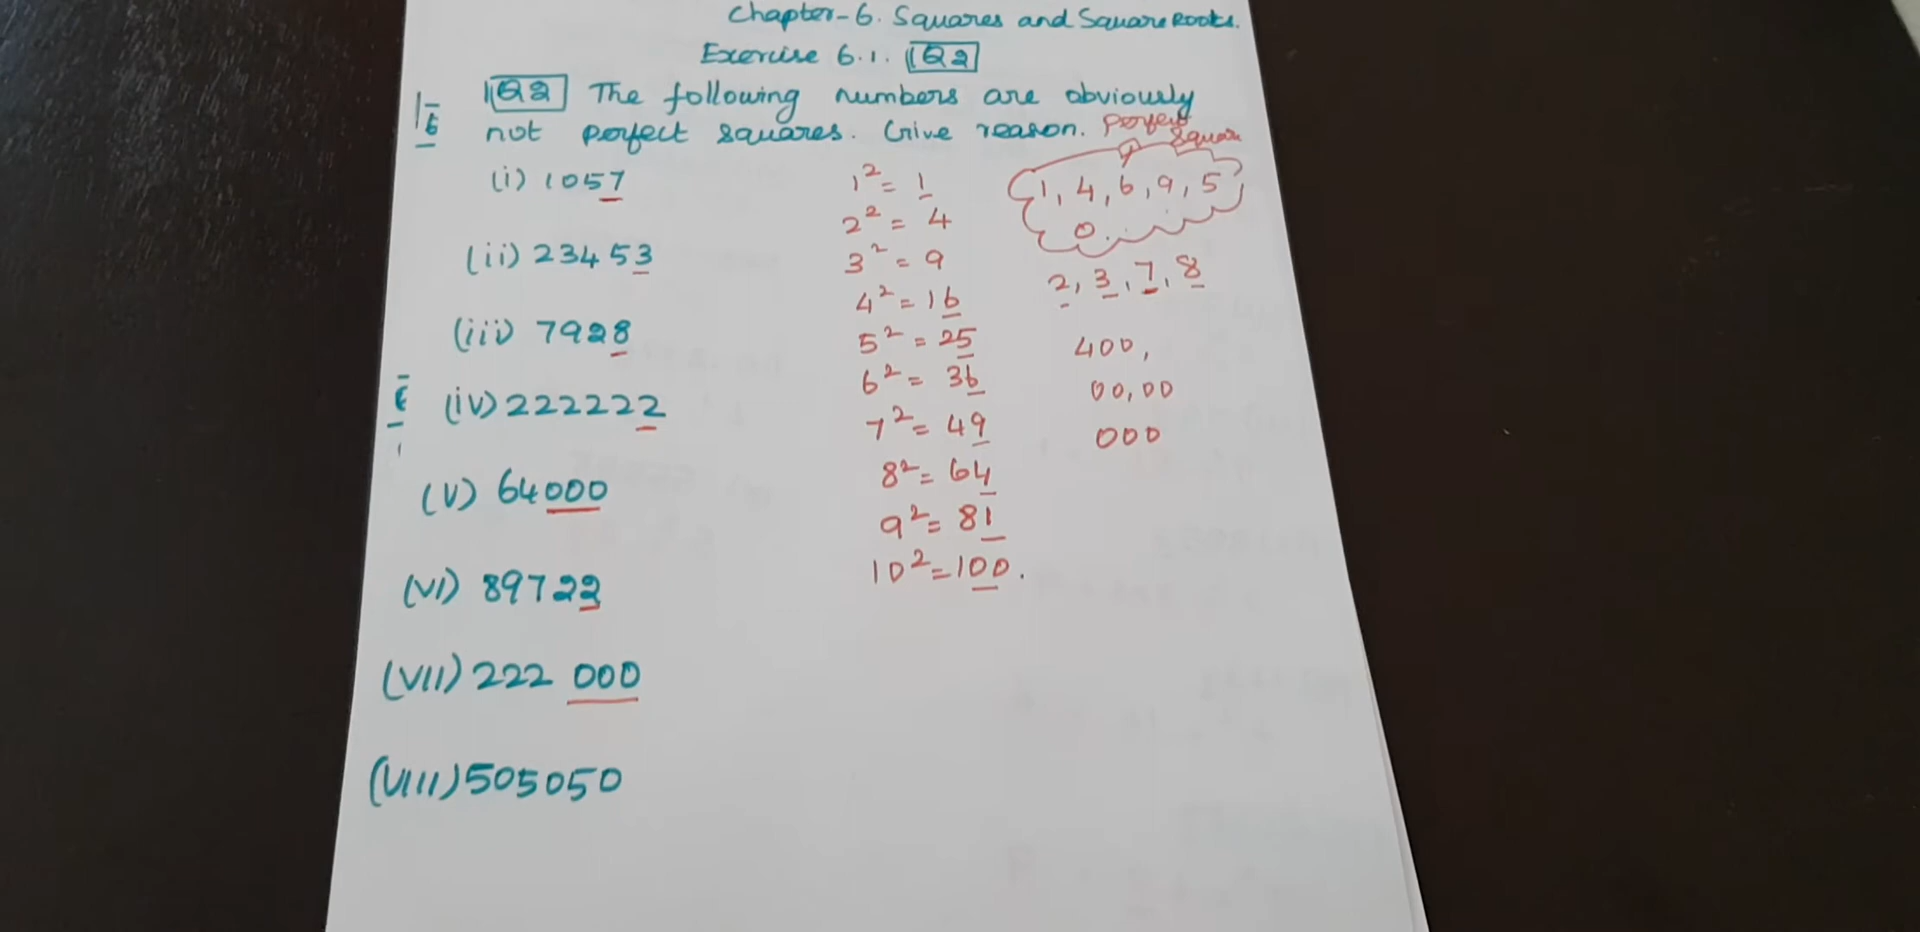 Chapter-6. Squares and Square Roots.
Exercise 6.1. Q2
Q2 The following numbers are obviously
not perfect squares. Give reason.
Perfect
Square
(i) 1057
(ii) 23453
(iii) 7928
(iv) 222222
(V) 64000
(VI) 89722
(VII) 222 000
(VIII) 505050
1² = 1
2² = 4
3² = 9
4² = 16
5² = 25
6² = 36
7² = 49
8² = 64
9² = 81
10² = 100.
1, 4, 6, 9, 5
0.
2, 3, 7, 8
400,
00,00
000